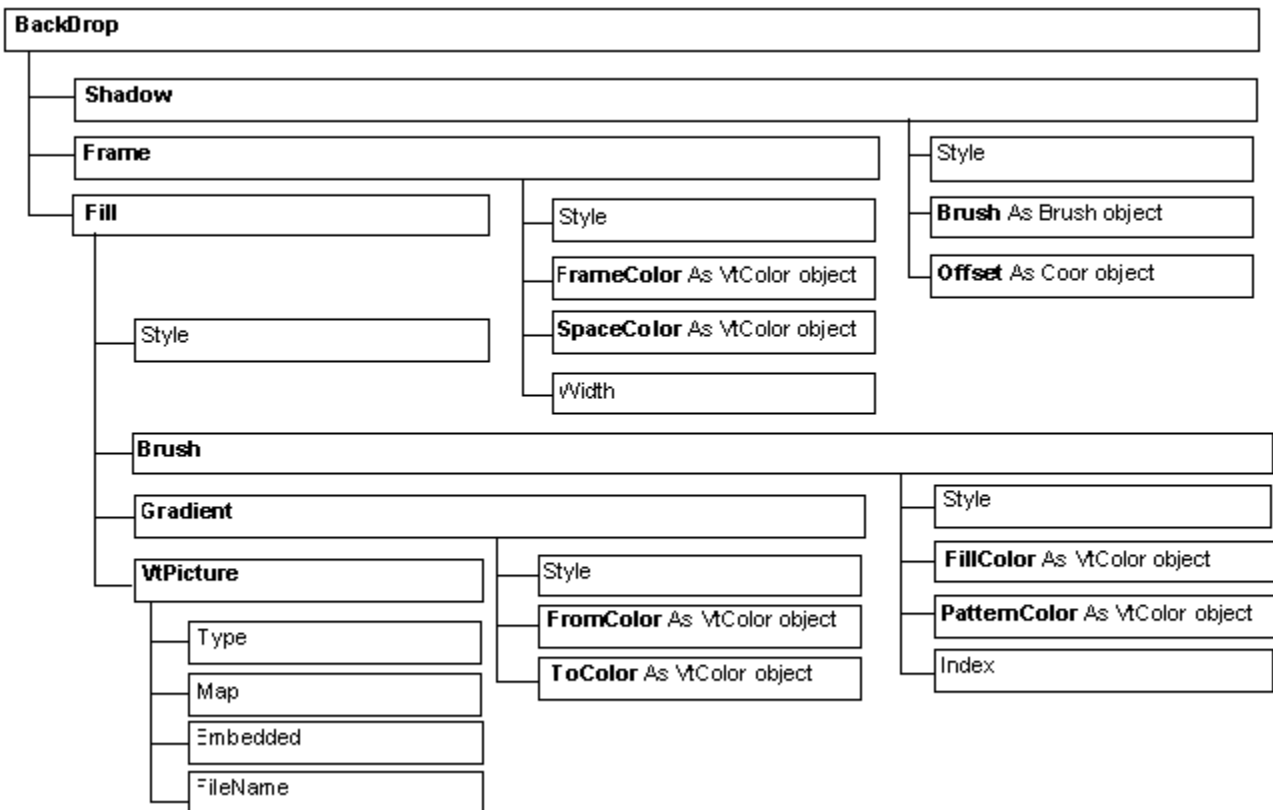 BackDrop
Shadow
Frame
Style
Fill
Style
Brush As Brush object
FrameColor As VtColor object
Offset As Coor object
Style
SpaceColor As VtColor object
Width
Brush
Gradient
Style
VtPicture
Style
FillColor As VtColor object
FromColor As VtColor object
PatternColor As VtColor object
Type
ToColor As VtColor object
Index
Map
Embedded
FileName